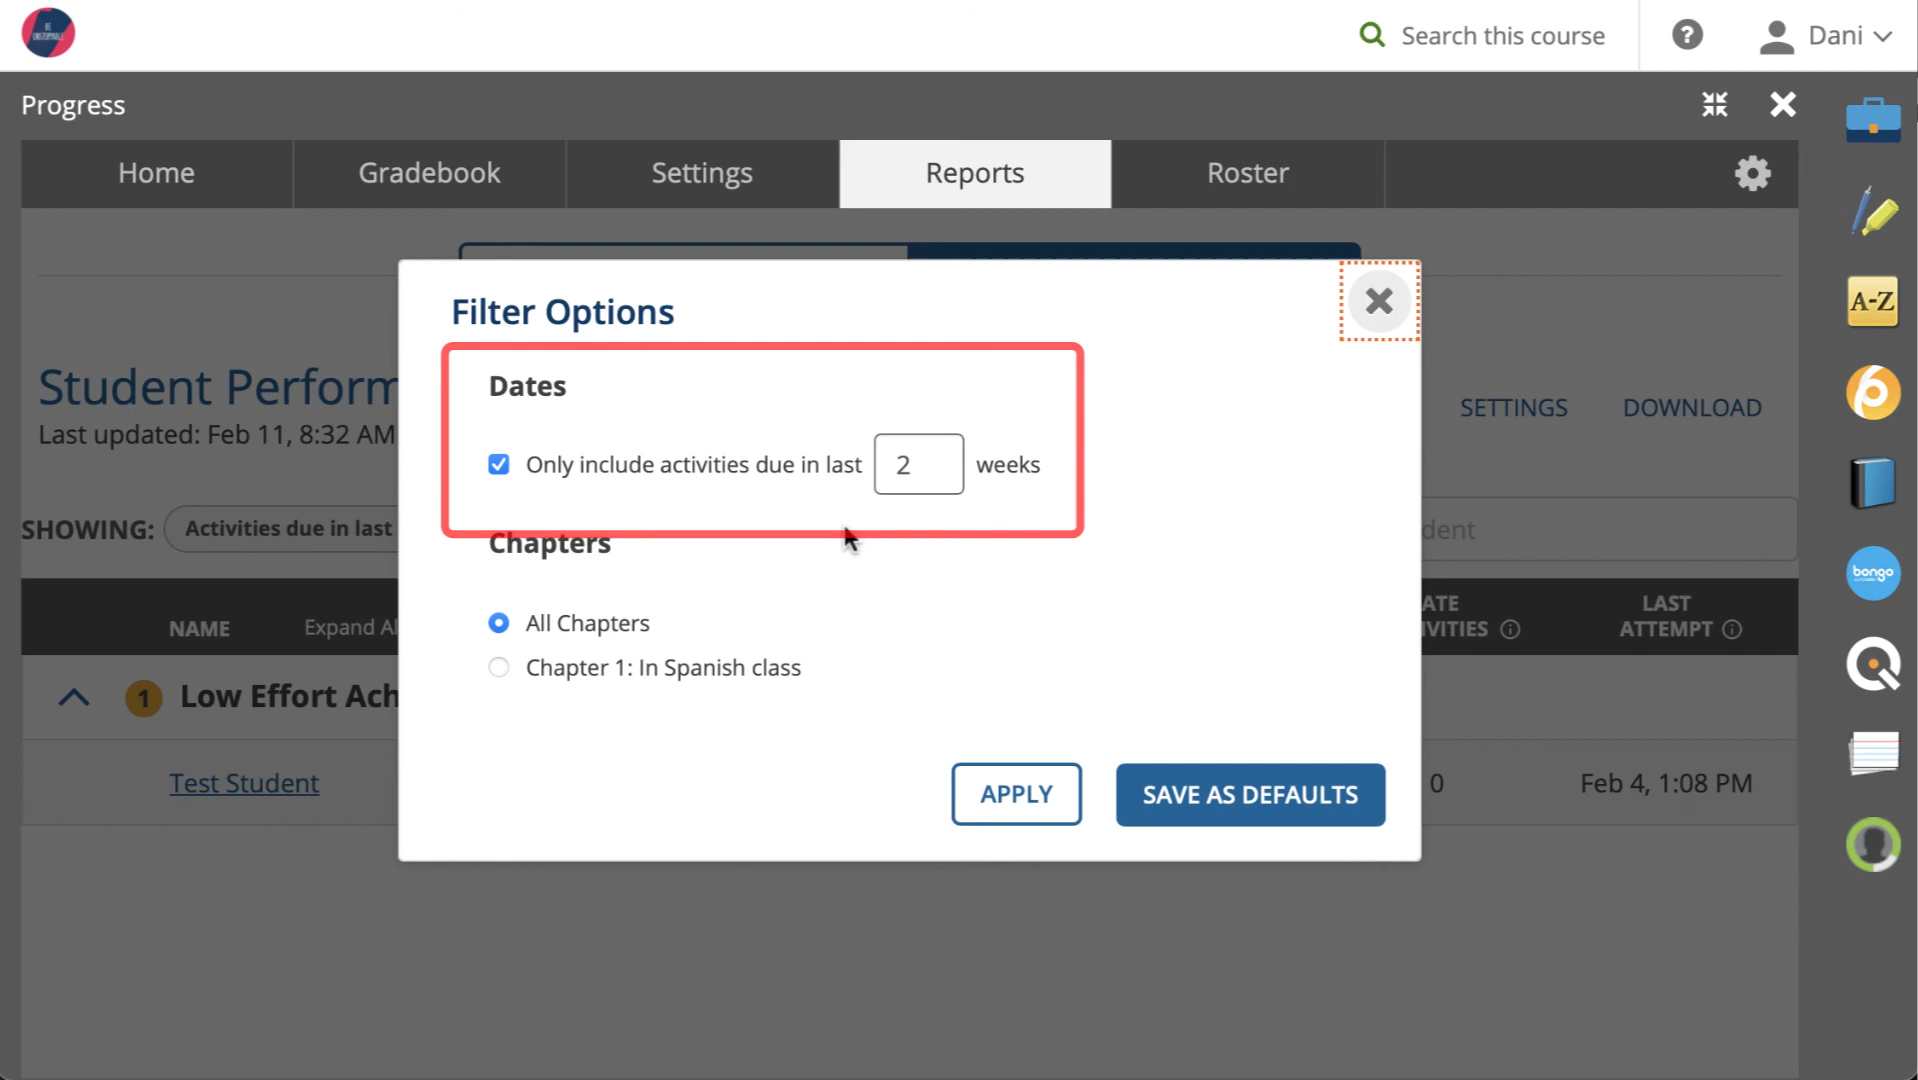 BE
UNSTOPPABLE
Search this course
?
Dani
Progress
Home
Gradebook
Settings
Reports
Roster
Filter Options
Dates
Student Perform
Last updated: Feb 11, 8:32 AM
SETTINGS
DOWNLOAD
Only include activities due in last 2 weeks
SHOWING:
Activities due in last
dent
Chapters
NAME
Expand Al
ATE
IVITIES
LAST
ATTEMPT
All Chapters
Chapter 1: In Spanish class
1
Low Effort Ach
Test Student
APPLY
SAVE AS DEFAULTS
0
Feb 4, 1:08 PM
A-Z
bongo